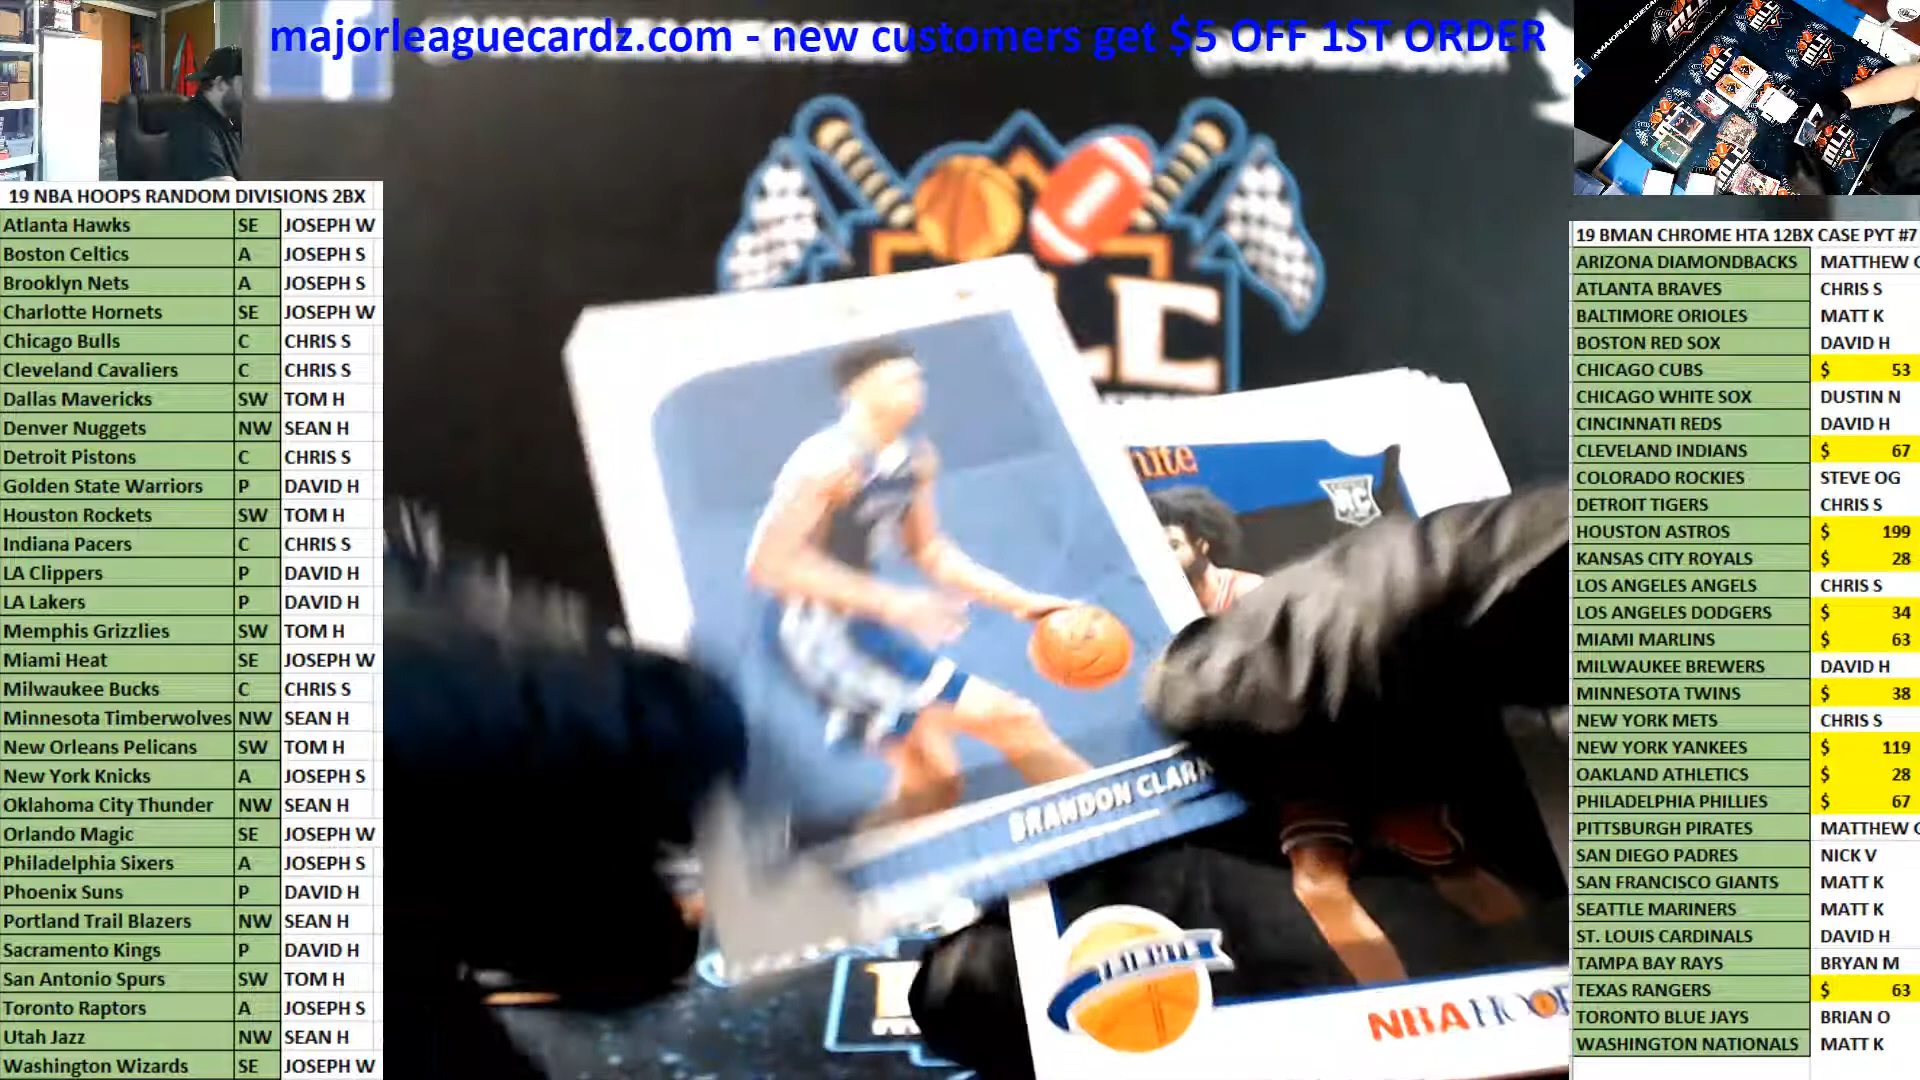 majorleaguecardz.com - new customers get $5 OFF 1ST ORDER
19 NBA HOOPS RANDOM DIVISIONS 2BX
Atlanta Hawks SE JOSEPH W
Boston Celtics A JOSEPH S
Brooklyn Nets A JOSEPH S
Charlotte Hornets SE JOSEPH W
Chicago Bulls C CHRIS S
Cleveland Cavaliers C CHRIS S
Dallas Mavericks SW TOM H
Denver Nuggets NW SEAN H
Detroit Pistons C CHRIS S
Golden State Warriors P DAVID H
Houston Rockets SW TOM H
Indiana Pacers C CHRIS S
LA Clippers P DAVID H
LA Lakers P DAVID H
Memphis Grizzlies SW TOM H
Miami Heat SE JOSEPH W
Milwaukee Bucks C CHRIS S
Minnesota Timberwolves NW SEAN H
New Orleans Pelicans SW TOM H
New York Knicks A JOSEPH S
Oklahoma City Thunder NW SEAN H
Orlando Magic SE JOSEPH W
Philadelphia Sixers A JOSEPH S
Phoenix Suns P DAVID H
Portland Trail Blazers NW SEAN H
Sacramento Kings P DAVID H
San Antonio Spurs SW TOM H
Toronto Raptors A JOSEPH S
Utah Jazz NW SEAN H
Washington Wizards SE JOSEPH W
RC
BRANDON CLAR
NBA HOO
19 BMAN CHROME HTA 12BX CASE PYT #7
ARIZONA DIAMONDBACKS MATTHEW
ATLANTA BRAVES CHRIS S
BALTIMORE ORIOLES MATT K
BOSTON RED SOX DAVID H
CHICAGO CUBS $ 53
CHICAGO WHITE SOX DUSTIN N
CINCINNATI REDS DAVID H
CLEVELAND INDIANS $ 67
COLORADO ROCKIES STEVE OG
DETROIT TIGERS CHRIS S
HOUSTON ASTROS $ 199
KANSAS CITY ROYALS $ 28
LOS ANGELES ANGELS CHRIS S
LOS ANGELES DODGERS $ 34
MIAMI MARLINS $ 63
MILWAUKEE BREWERS DAVID H
MINNESOTA TWINS $ 38
NEW YORK METS CHRIS S
NEW YORK YANKEES $ 119
OAKLAND ATHLETICS $ 28
PHILADELPHIA PHILLIES $ 67
PITTSBURGH PIRATES MATTHEW
SAN DIEGO PADRES NICK V
SAN FRANCISCO GIANTS MATT K
SEATTLE MARINERS MATT K
ST. LOUIS CARDINALS DAVID H
TAMPA BAY RAYS BRYAN M
TEXAS RANGERS $ 63
TORONTO BLUE JAYS BRIAN O
WASHINGTON NATIONALS MATT K